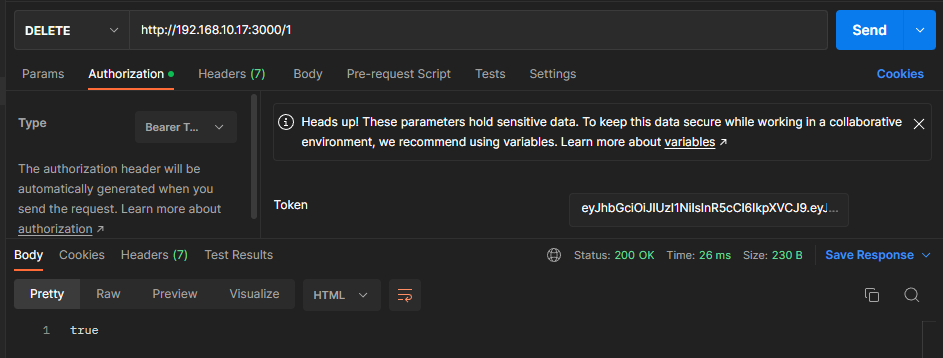 DELETE http://192.168.10.17:3000/1 Send
Params Authorization Headers (7) Body Pre-request Script Tests Settings Cookies
Type Bearer T...
The authorization header will be
automatically generated when you
send the request. Learn more about
authorization ↗
Heads up! These parameters hold sensitive data. To keep this data secure while working in a collaborative
environment, we recommend using variables. Learn more about variables ↗
Token eyJhbGciOiJIUzI1NiIsInR5cCI6IkpXVCJ9.eyJ...
Body Cookies Headers (7) Test Results Status: 200 OK Time: 26 ms Size: 230 B Save Response
Pretty Raw Preview Visualize HTML
1 true